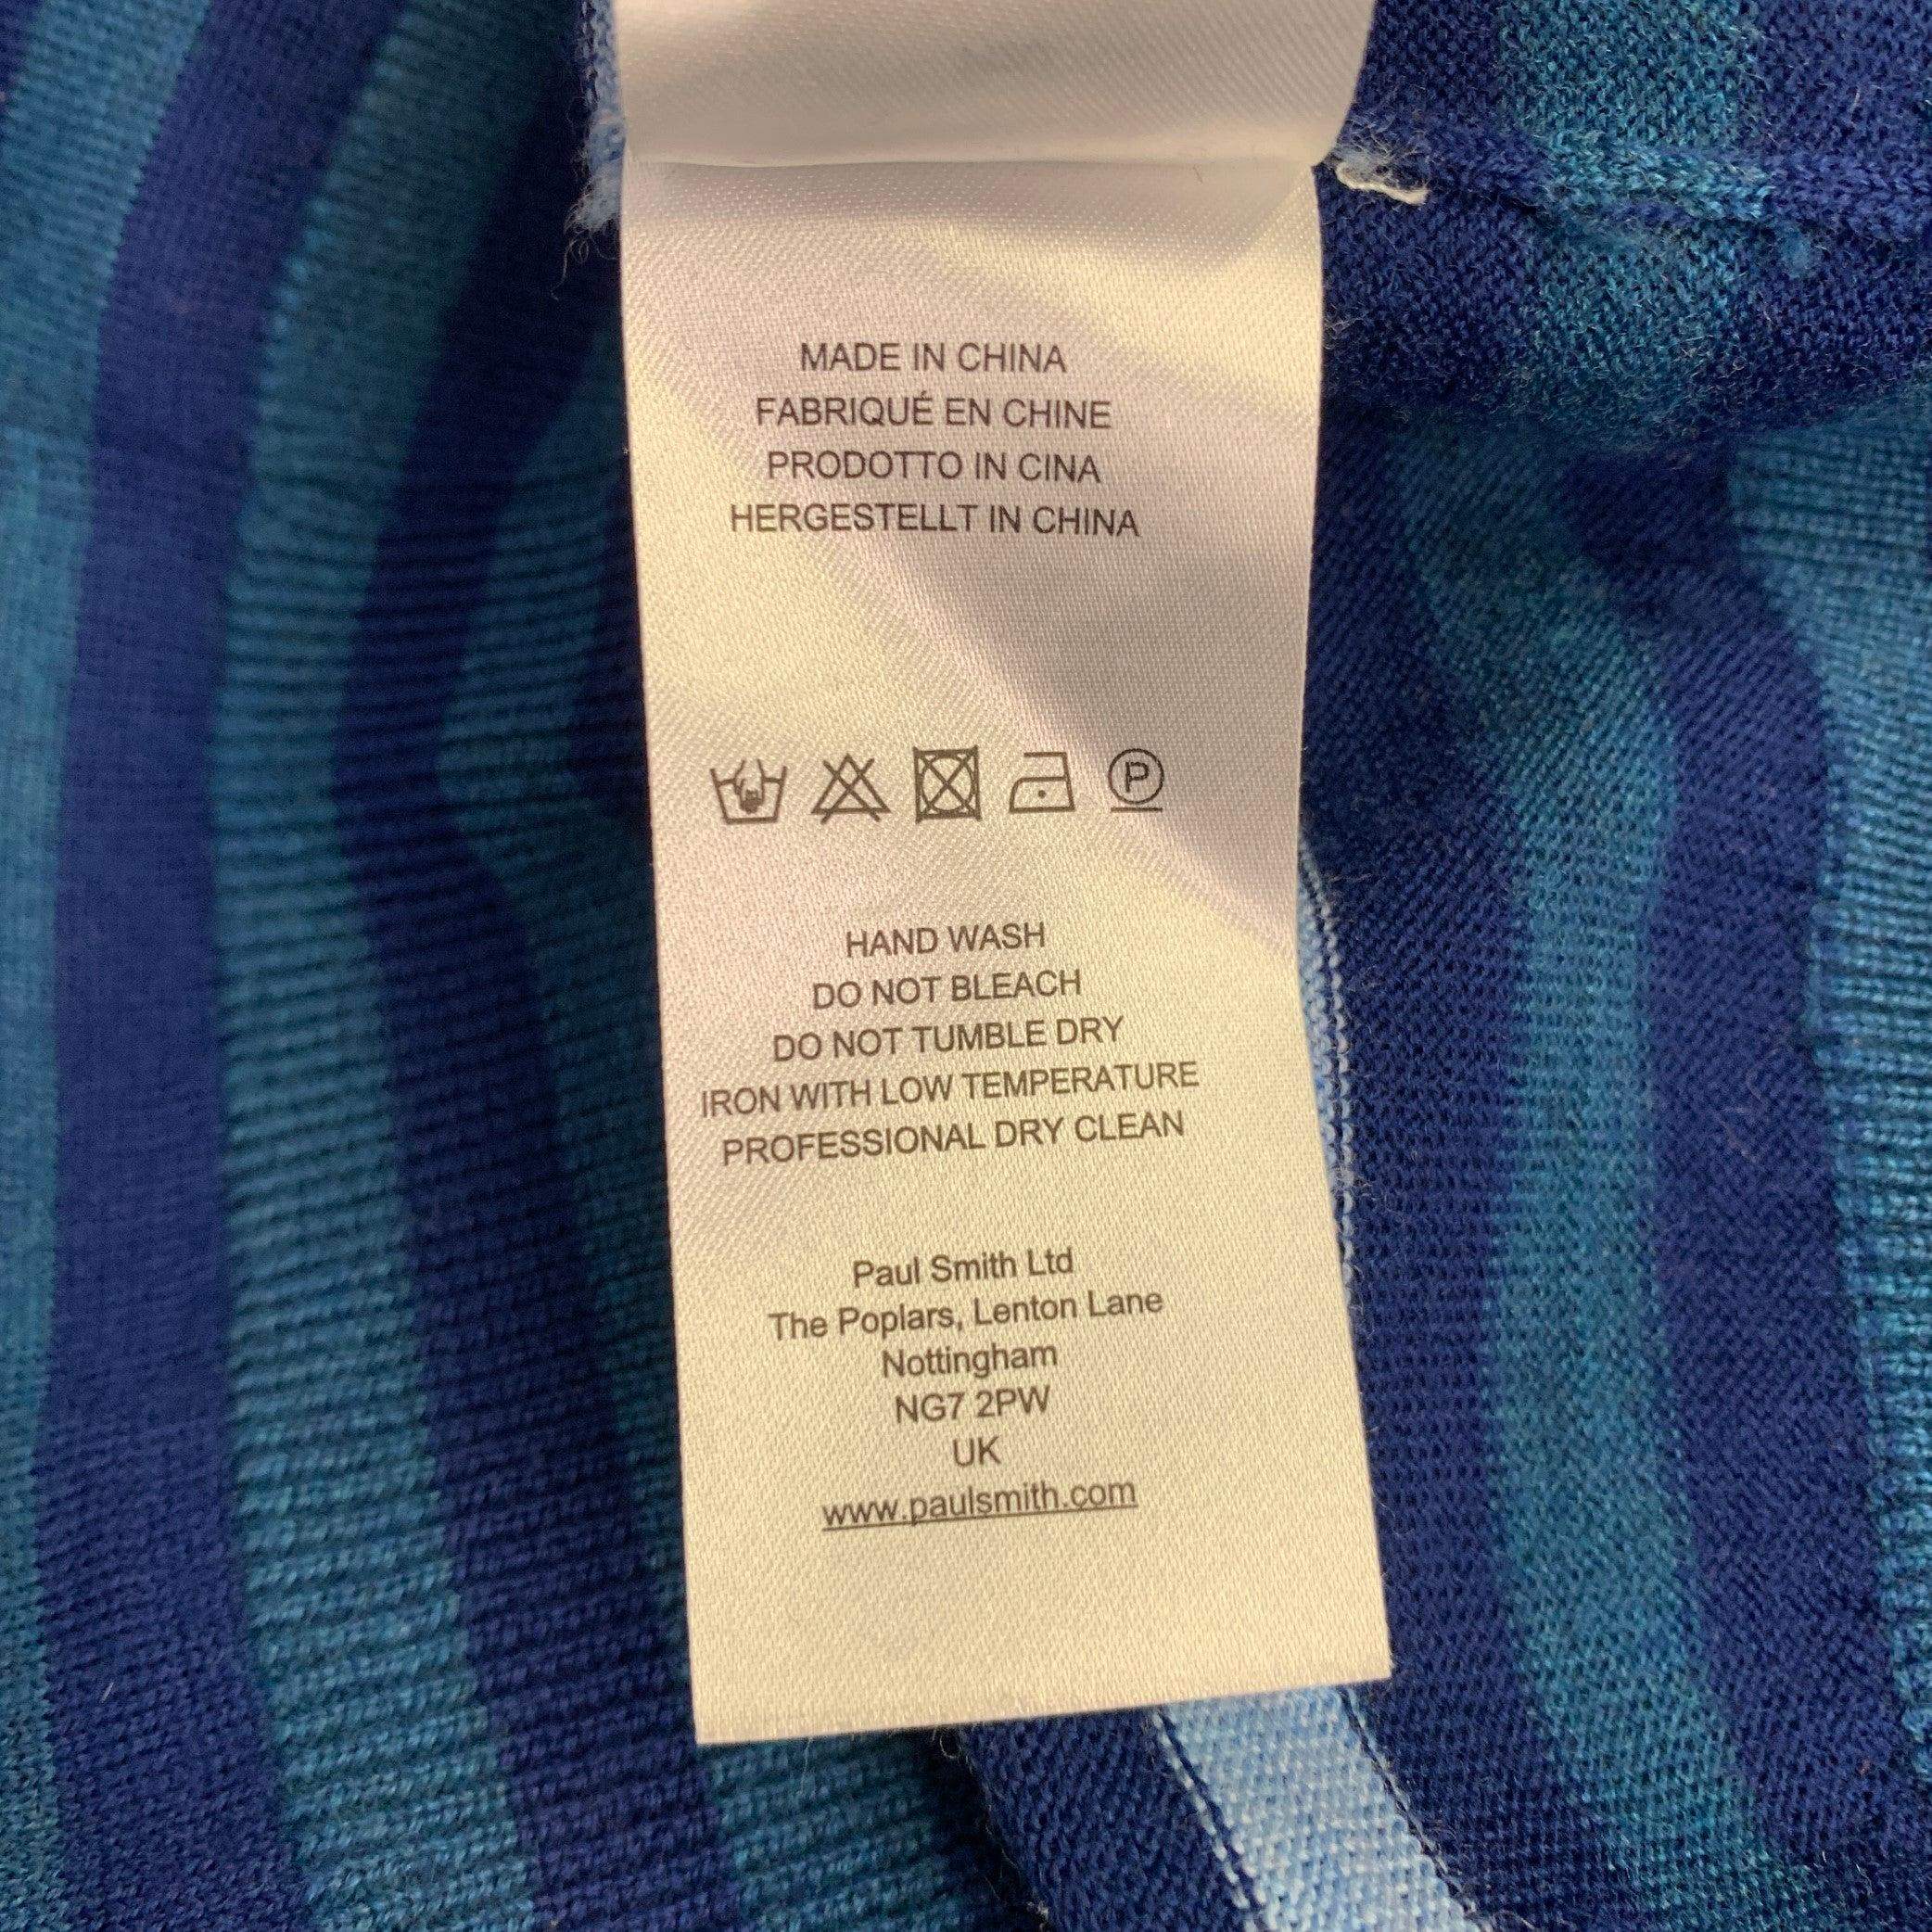 MADE IN CHINA
FABRIQUÉ EN CHINE
PRODOTTO IN CINA
HERGESTELLT IN CHINA
P
HAND WASH
DO NOT BLEACH
DO NOT TUMBLE DRY
IRON WITH LOW TEMPERATURE
PROFESSIONAL DRY CLEAN
Paul Smith Ltd
The Poplars, Lenton Lane
Nottingham
NG7 2PW
UK
www.paulsmith.com